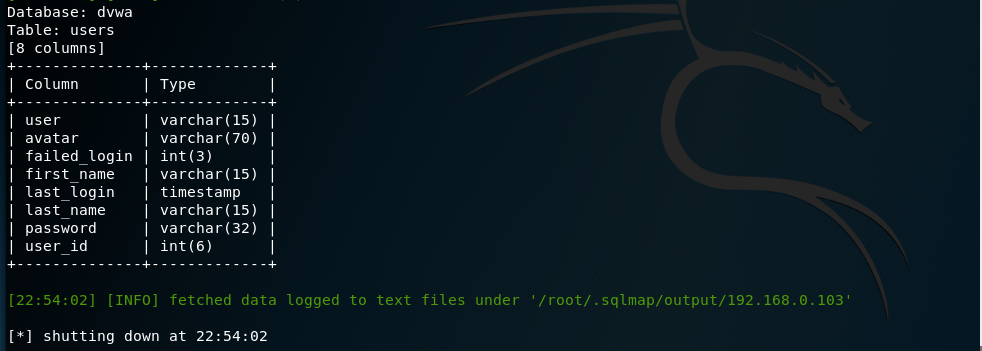 Database: dvwa
Table: users
[8 columns]
+--------------+-------------+
| Column       | Type        |
+--------------+-------------+
| user         | varchar(15) |
| avatar       | varchar(70) |
| failed_login | int(3)      |
| first_name   | varchar(15) |
| last_login   | timestamp   |
| last_name    | varchar(15) |
| password     | varchar(32) |
| user_id      | int(6)      |
+--------------+-------------+
[22:54:02] [INFO] fetched data logged to text files under '/root/.sqlmap/output/192.168.0.103'
[*] shutting down at 22:54:02